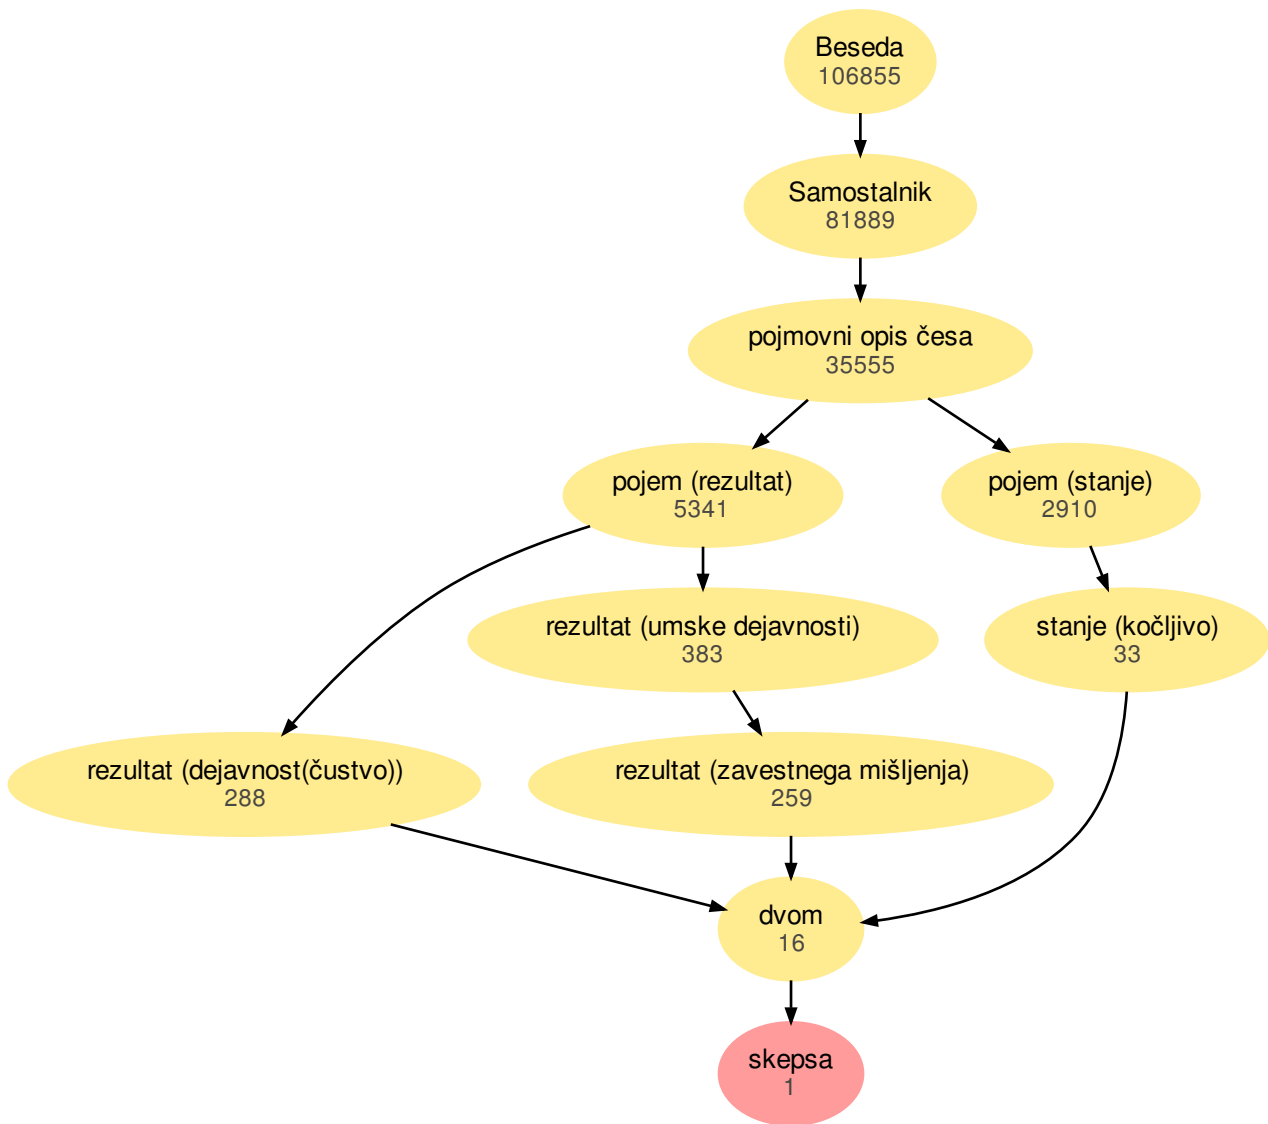 Beseda
106855
Samostalnik
81889
pojmovni opis česa
35555
pojem (rezultat)
5341
pojem (stanje)
2910
rezultat (umske dejavnosti)
383
stanje (kočljivo)
33
rezultat (dejavnost(čustvo))
288
rezultat (zavestnega mišljenja)
259
dvom
16
skepsa
1